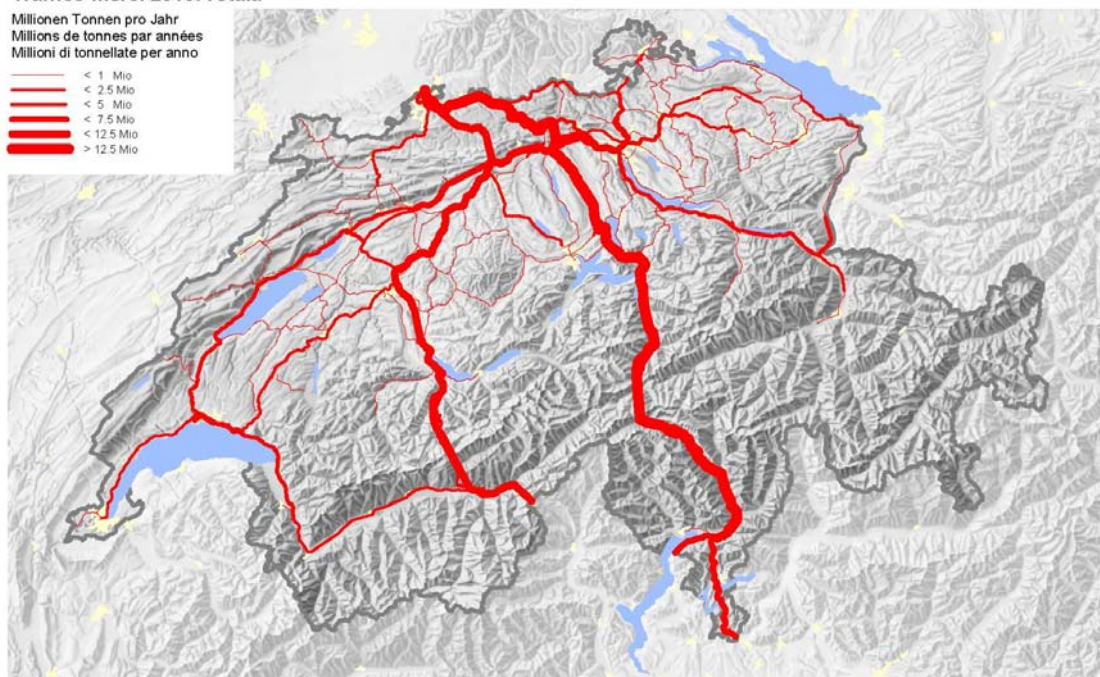 Millionen Tonnen pro Jahr
Millions de tonnes par années
Millioni di tonnellate per anno
< 1 Mio
< 2.5 Mio
< 5 Mio
< 7.5 Mio
< 12.5 Mio
> 12.5 Mio